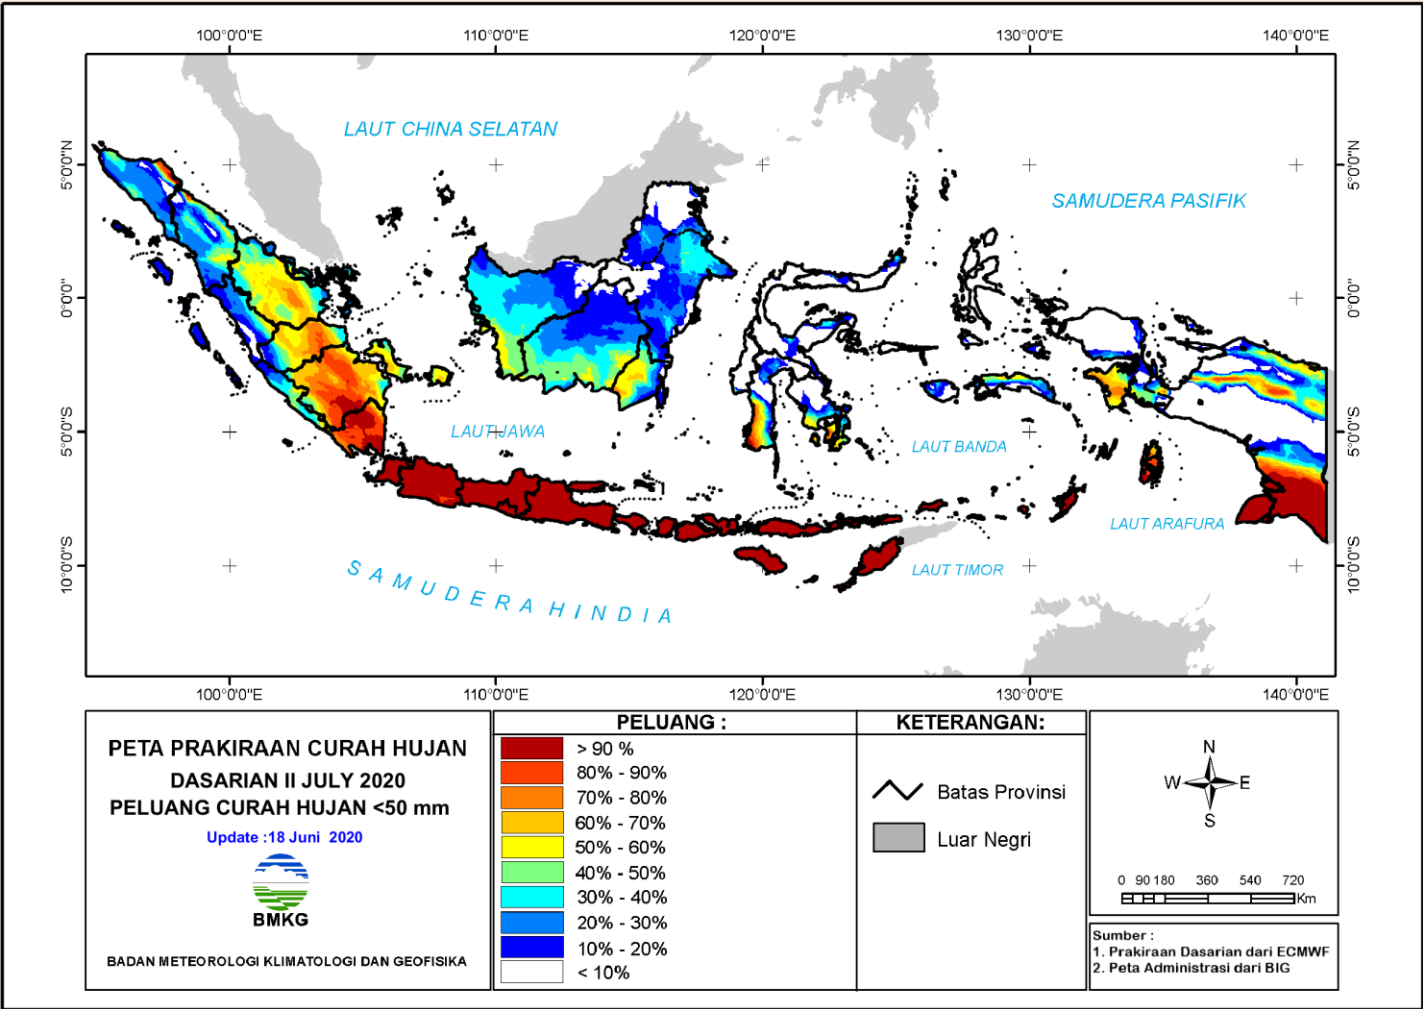 100°0'0"E 110°0'0"E 120°0'0"E 130°0'0"E 140°0'0"E
LAUT CHINA SELATAN
5°0'0"N 5°0'0"N
SAMUDERA PASIFIK
0°0'0" 0°0'0"
LAUT JAWA
5°0'0"S 5°0'0"S
LAUT BANDA
LAUT ARAFURA
10°0'0"S 10°0'0"S
LAUT TIMOR
SAMUDERA HINDIA
100°0'0"E 110°0'0"E 120°0'0"E 130°0'0"E 140°0'0"E
PETA PRAKIRAAN CURAH HUJAN
DASARIAN II JULY 2020
PELUANG CURAH HUJAN <50 mm
Update :18 Juni 2020
BMKG
BADAN METEOROLOGI KLIMATOLOGI DAN GEOFISIKA
PELUANG :
> 90 %
80% - 90%
70% - 80%
60% - 70%
50% - 60%
40% - 50%
30% - 40%
20% - 30%
10% - 20%
< 10%
KETERANGAN:
Batas Provinsi
Luar Negri
N
W E
S
0 90 180 360 540 720
Km
Sumber :
1. Prakiraan Dasarian dari ECMWF
2. Peta Administrasi dari BIG